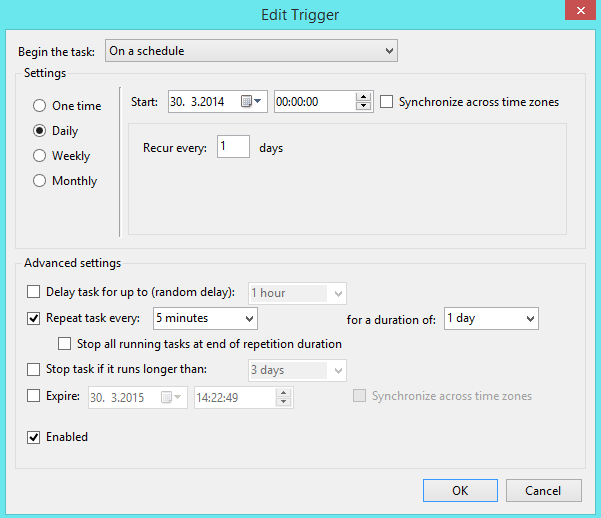 Edit Trigger
Begin the task: On a schedule
Settings
One time
Daily
Weekly
Monthly
Start: 30. 3.2014 00:00:00 Synchronize across time zones
Recur every: 1 days
Advanced settings
Delay task for up to (random delay): 1 hour
Repeat task every: 5 minutes for a duration of: 1 day
Stop all running tasks at end of repetition duration
Stop task if it runs longer than: 3 days
Expire: 30. 3.2015 14:22:49 Synchronize across time zones
Enabled
OK Cancel